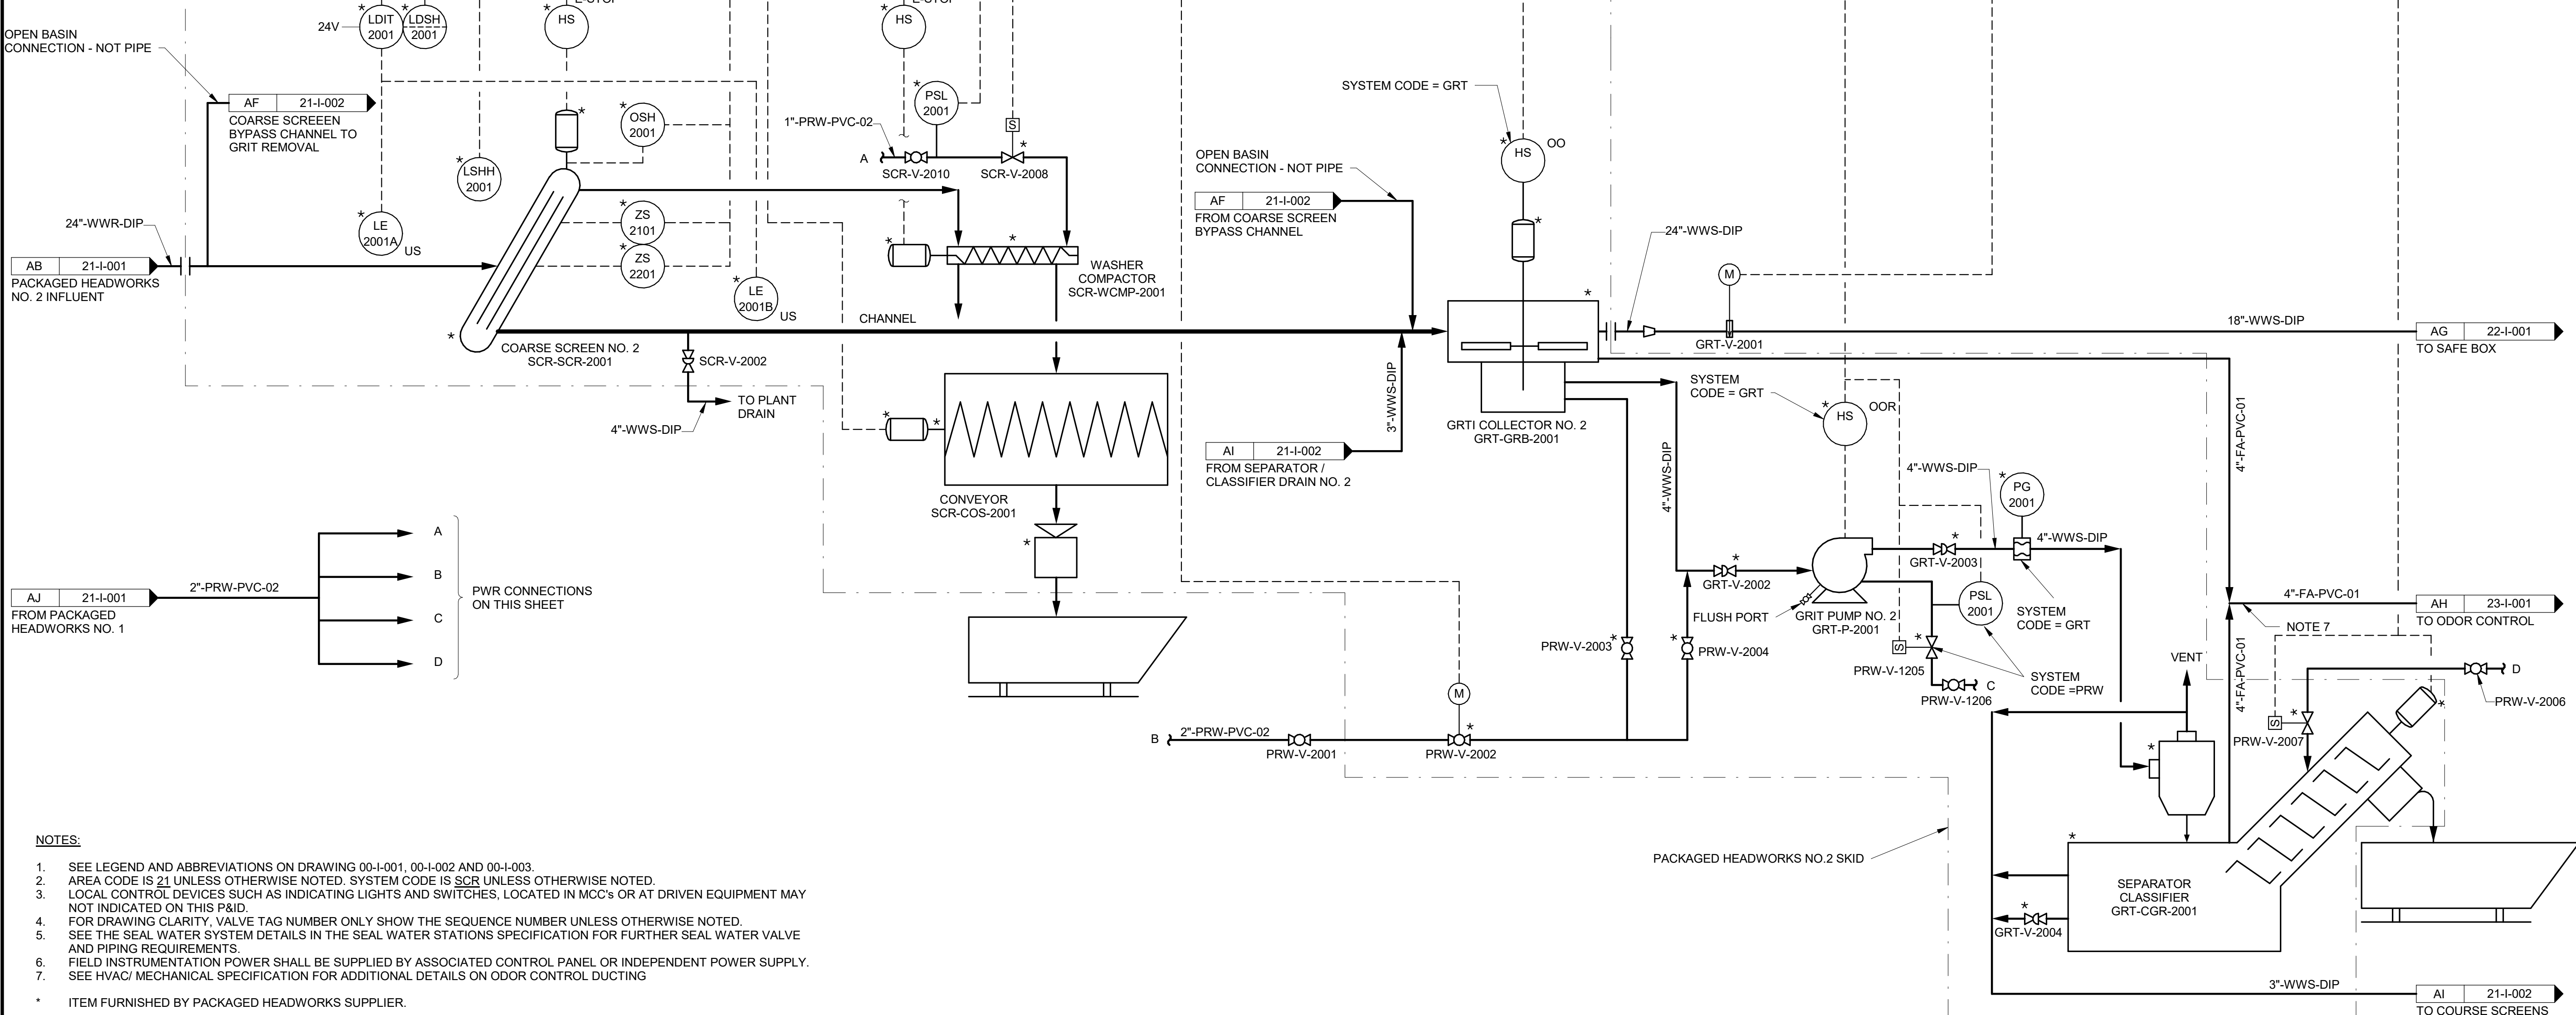 E-STOP
E-STOP
*
LDIT
2001
*
LDSH
2001
24V
*
HS
*
HS
OPEN BASIN
CONNECTION - NOT PIPE
AF 21-I-002
COARSE SCREEEN
BYPASS CHANNEL TO
GRIT REMOVAL
*
*
OSH
2001
*
PSL
2001
1"-PRW-PVC-02
A
S
*
SCR-V-2010
SCR-V-2008
*
LSHH
2001
*
LE
2001A
US
*
ZS
2101
*
ZS
2201
*
LE
2001B
US
24"-WWR-DIP
AB 21-I-001
PACKAGED HEADWORKS
NO. 2 INFLUENT
*
*
WASHER
COMPACTOR
SCR-WCMP-2001
CHANNEL
*
COARSE SCREEN NO. 2
SCR-SCR-2001
SCR-V-2002
TO PLANT
DRAIN
4"-WWS-DIP
*
*
CONVEYOR
SCR-COS-2001
*
SYSTEM CODE = GRT
*
HS
OO
OPEN BASIN
CONNECTION - NOT PIPE
AF 21-I-002
FROM COARSE SCREEN
BYPASS CHANNEL
*
*
24"-WWS-DIP
M
GRT-V-2001
18"-WWS-DIP
AG 22-I-001
TO SAFE BOX
3"-WWS-DIP
GRTI COLLECTOR NO. 2
GRT-GRB-2001
AI 21-I-002
FROM SEPARATOR /
CLASSIFIER DRAIN NO. 2
SYSTEM
CODE = GRT
*
HS
OOR
4"-WWS-DIP
4"-FA-PVC-01
4"-WWS-DIP
*
PG
2001
4"-WWS-DIP
*
GRT-V-2002
*
GRT-V-2003
PSL
2001
SYSTEM
CODE = GRT
FLUSH PORT
GRIT PUMP NO. 2
GRT-P-2001
*
PRW-V-2003
*
PRW-V-2004
S
*
PRW-V-1205
C
PRW-V-1206
SYSTEM
CODE =PRW
4"-FA-PVC-01
AH 23-I-001
TO ODOR CONTROL
NOTE 7
4"-FA-PVC-01
VENT
D
PRW-V-2006
*
S
*
PRW-V-2007
*
AJ 21-I-001
FROM PACKAGED
HEADWORKS NO. 1
2"-PRW-PVC-02
A
B
C
D
PWR CONNECTIONS
ON THIS SHEET
M
*
B
2"-PRW-PVC-02
PRW-V-2001
PRW-V-2002
PACKAGED HEADWORKS NO.2 SKID
*
SEPARATOR
CLASSIFIER
GRT-CGR-2001
*
GRT-V-2004
3"-WWS-DIP
AI 21-I-002
TO COURSE SCREENS
NOTES:
1. SEE LEGEND AND ABBREVIATIONS ON DRAWING 00-I-001, 00-I-002 AND 00-I-003.
2. AREA CODE IS 21 UNLESS OTHERWISE NOTED. SYSTEM CODE IS SCR UNLESS OTHERWISE NOTED.
3. LOCAL CONTROL DEVICES SUCH AS INDICATING LIGHTS AND SWITCHES, LOCATED IN MCC's OR AT DRIVEN EQUIPMENT MAY
NOT INDICATED ON THIS P&ID.
4. FOR DRAWING CLARITY, VALVE TAG NUMBER ONLY SHOW THE SEQUENCE NUMBER UNLESS OTHERWISE NOTED.
5. SEE THE SEAL WATER SYSTEM DETAILS IN THE SEAL WATER STATIONS SPECIFICATION FOR FURTHER SEAL WATER VALVE
AND PIPING REQUIREMENTS.
6. FIELD INSTRUMENTATION POWER SHALL BE SUPPLIED BY ASSOCIATED CONTROL PANEL OR INDEPENDENT POWER SUPPLY.
7. SEE HVAC/ MECHANICAL SPECIFICATION FOR ADDITIONAL DETAILS ON ODOR CONTROL DUCTING
* ITEM FURNISHED BY PACKAGED HEADWORKS SUPPLIER.